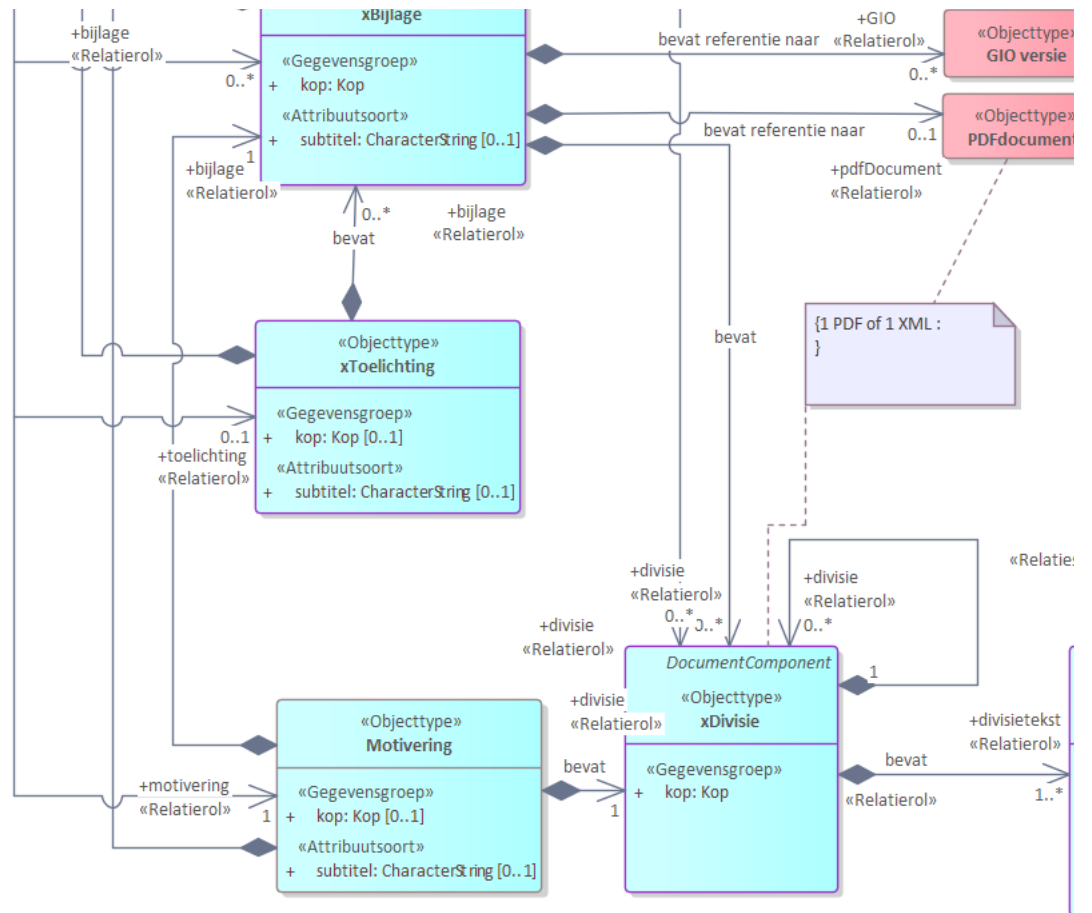 xBijlage
«Gegevensgroep»
+ kop: Kop
«Attribuutsoort»
+ subtitel: CharacterString [0..1]
+bijlage
«Relatierol»
0..*
1
+bijlage
«Relatierol»
bevat referentie naar
+GIO
«Relatierol»
0..*
«Objecttype»
GIO versie
bevat referentie naar
0..1
+pdfDocument
«Relatierol»
«Objecttype»
PDFdocument
0..*
+bijlage
«Relatierol»
bevat
«Objecttype»
xToelichting
«Gegevensgroep»
+ kop: Kop [0..1]
«Attribuutsoort»
+ subtitel: CharacterString [0..1]
0..1
+toelichting
«Relatierol»
bevat
{1 PDF of 1 XML :
}
+divisie
«Relatierol»
0..*
0..*
+divisie
«Relatierol»
0..*
+divisie
«Relatierol»
+divisie
«Relatierol»
DocumentComponent
«Objecttype»
xDivisie
«Gegevensgroep»
+ kop: Kop
1
«Objecttype»
Motivering
«Gegevensgroep»
+ kop: Kop [0..1]
«Attribuutsoort»
+ subtitel: CharacterString [0..1]
+motivering
«Relatierol»
1
bevat
1
bevat
«Relatierol»
+divisietekst
«Relatierol»
1..*
«Relaties